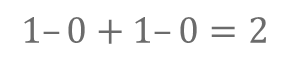 1– 0 + 1– 0 = 2